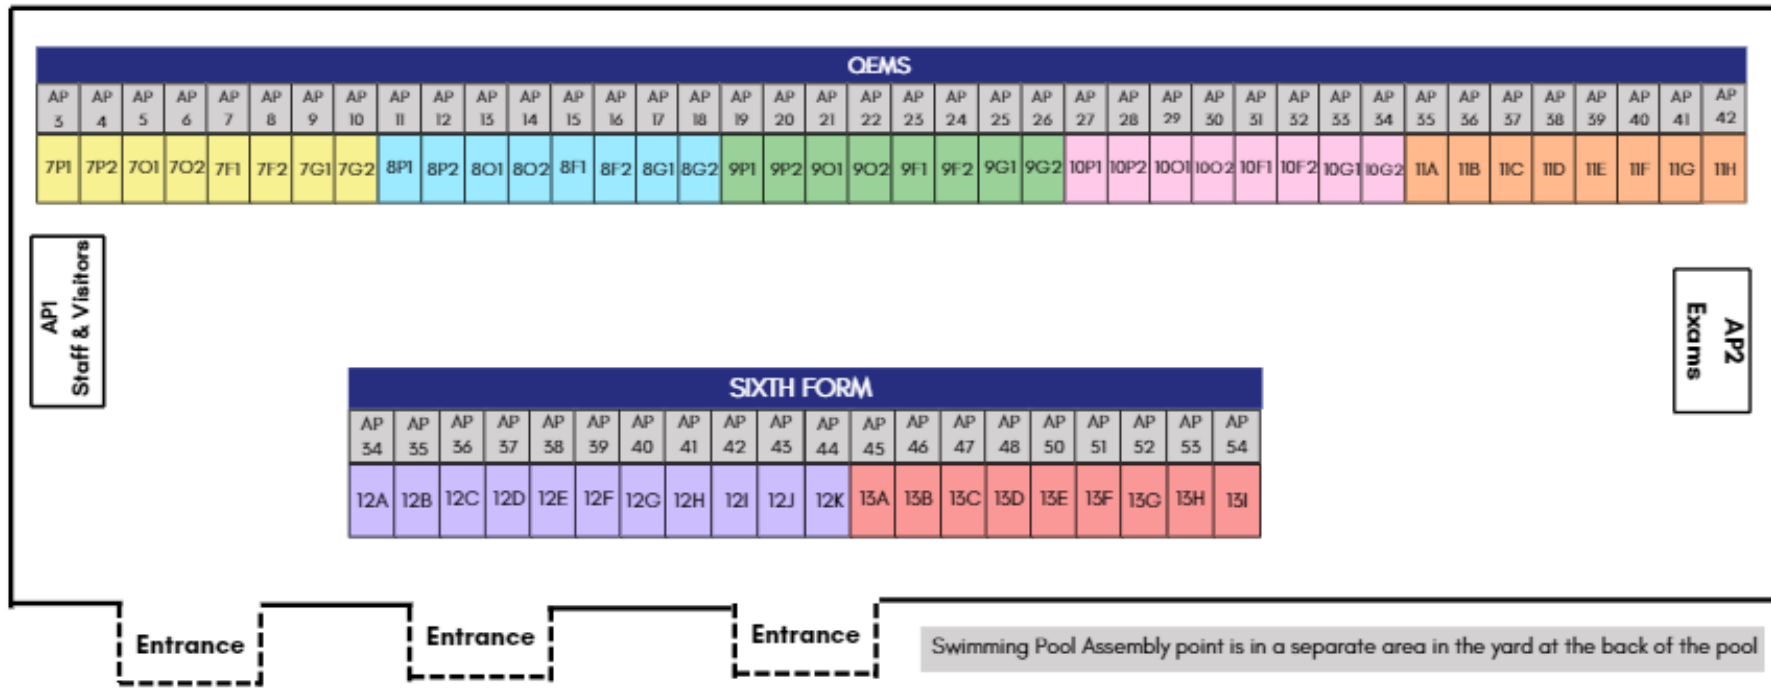 QEMS
AP AP AP AP AP AP AP AP AP AP AP AP AP AP AP AP AP AP AP AP AP AP AP AP AP AP AP AP AP AP AP AP AP AP AP AP AP AP AP AP
3 4 5 6 7 8 9 10 11 12 13 14 15 16 17 18 19 20 21 22 23 24 25 26 27 28 29 30 31 32 33 34 35 36 37 38 39 40 41 42
7P1 7P2 7O1 7O2 7F1 7F2 7G1 7G2 8P1 8P2 8O1 8O2 8F1 8F2 8G1 8G2 9P1 9P2 9O1 9O2 9F1 9F2 9G1 9G2 10P1 10P2 10O1 10O2 10F1 10F2 10G1 10G2 11A 11B 11C 11D 11E 11F 11G 11H
AP1
Staff & Visitors
AP2
Exams
SIXTH FORM
AP AP AP AP AP AP AP AP AP AP AP AP AP AP AP AP AP AP AP AP
34 35 36 37 38 39 40 41 42 43 44 45 46 47 48 50 51 52 53 54
12A 12B 12C 12D 12E 12F 12G 12H 12I 12J 12K 13A 13B 13C 13D 13E 13F 13G 13H 13I
Entrance
Entrance
Entrance
Swimming Pool Assembly point is in a separate area in the yard at the back of the pool